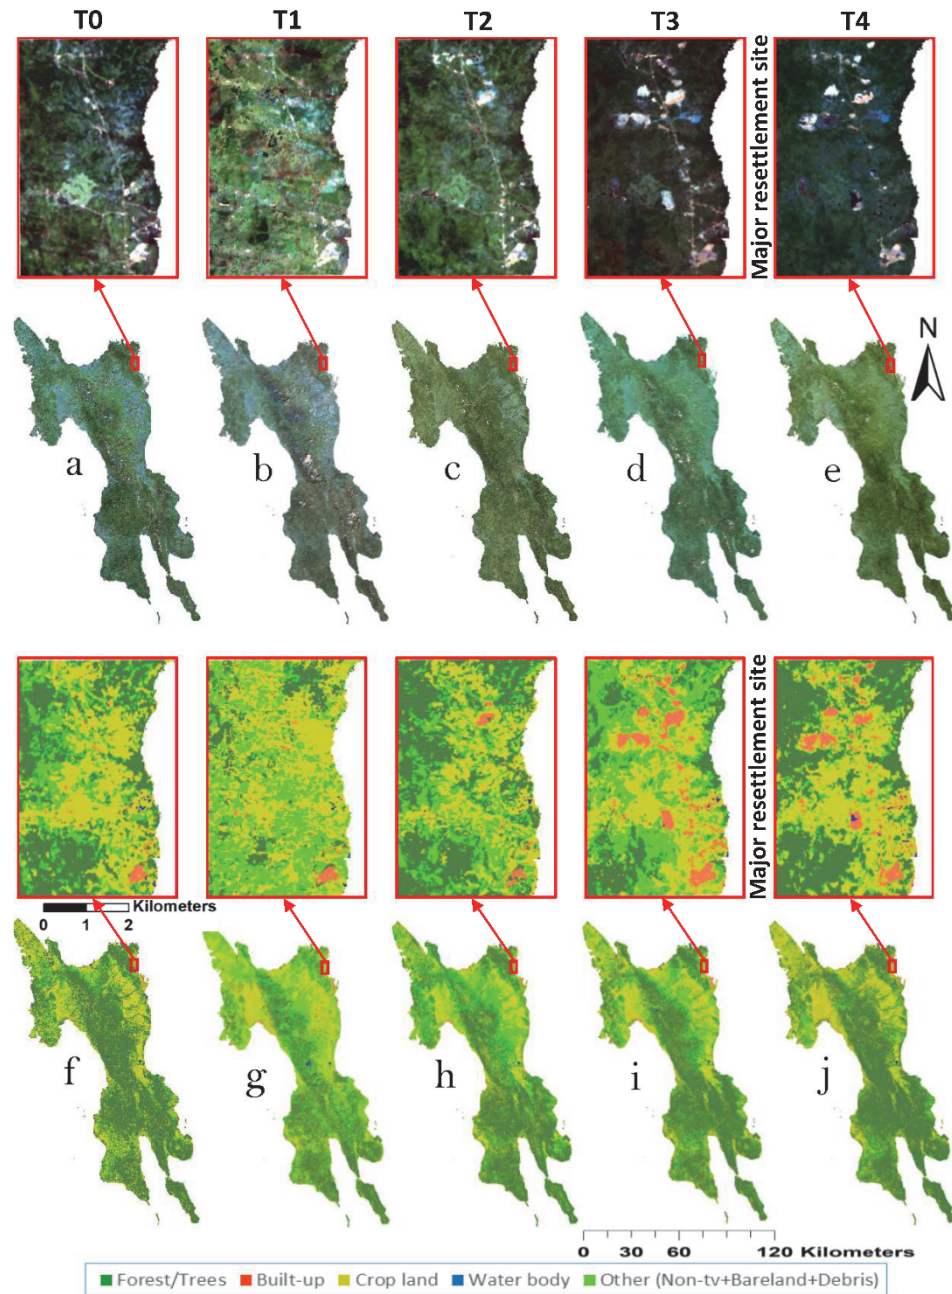 T0 T1 T2 T3 T4
Major resettlement site
N
a b c d e
Major resettlement site
Kilometers
0 1 2
f g h i j
0 30 60 120 Kilometers
Forest/Trees Built-up Crop land Water body Other (Non-tv+Bareland+Debris)